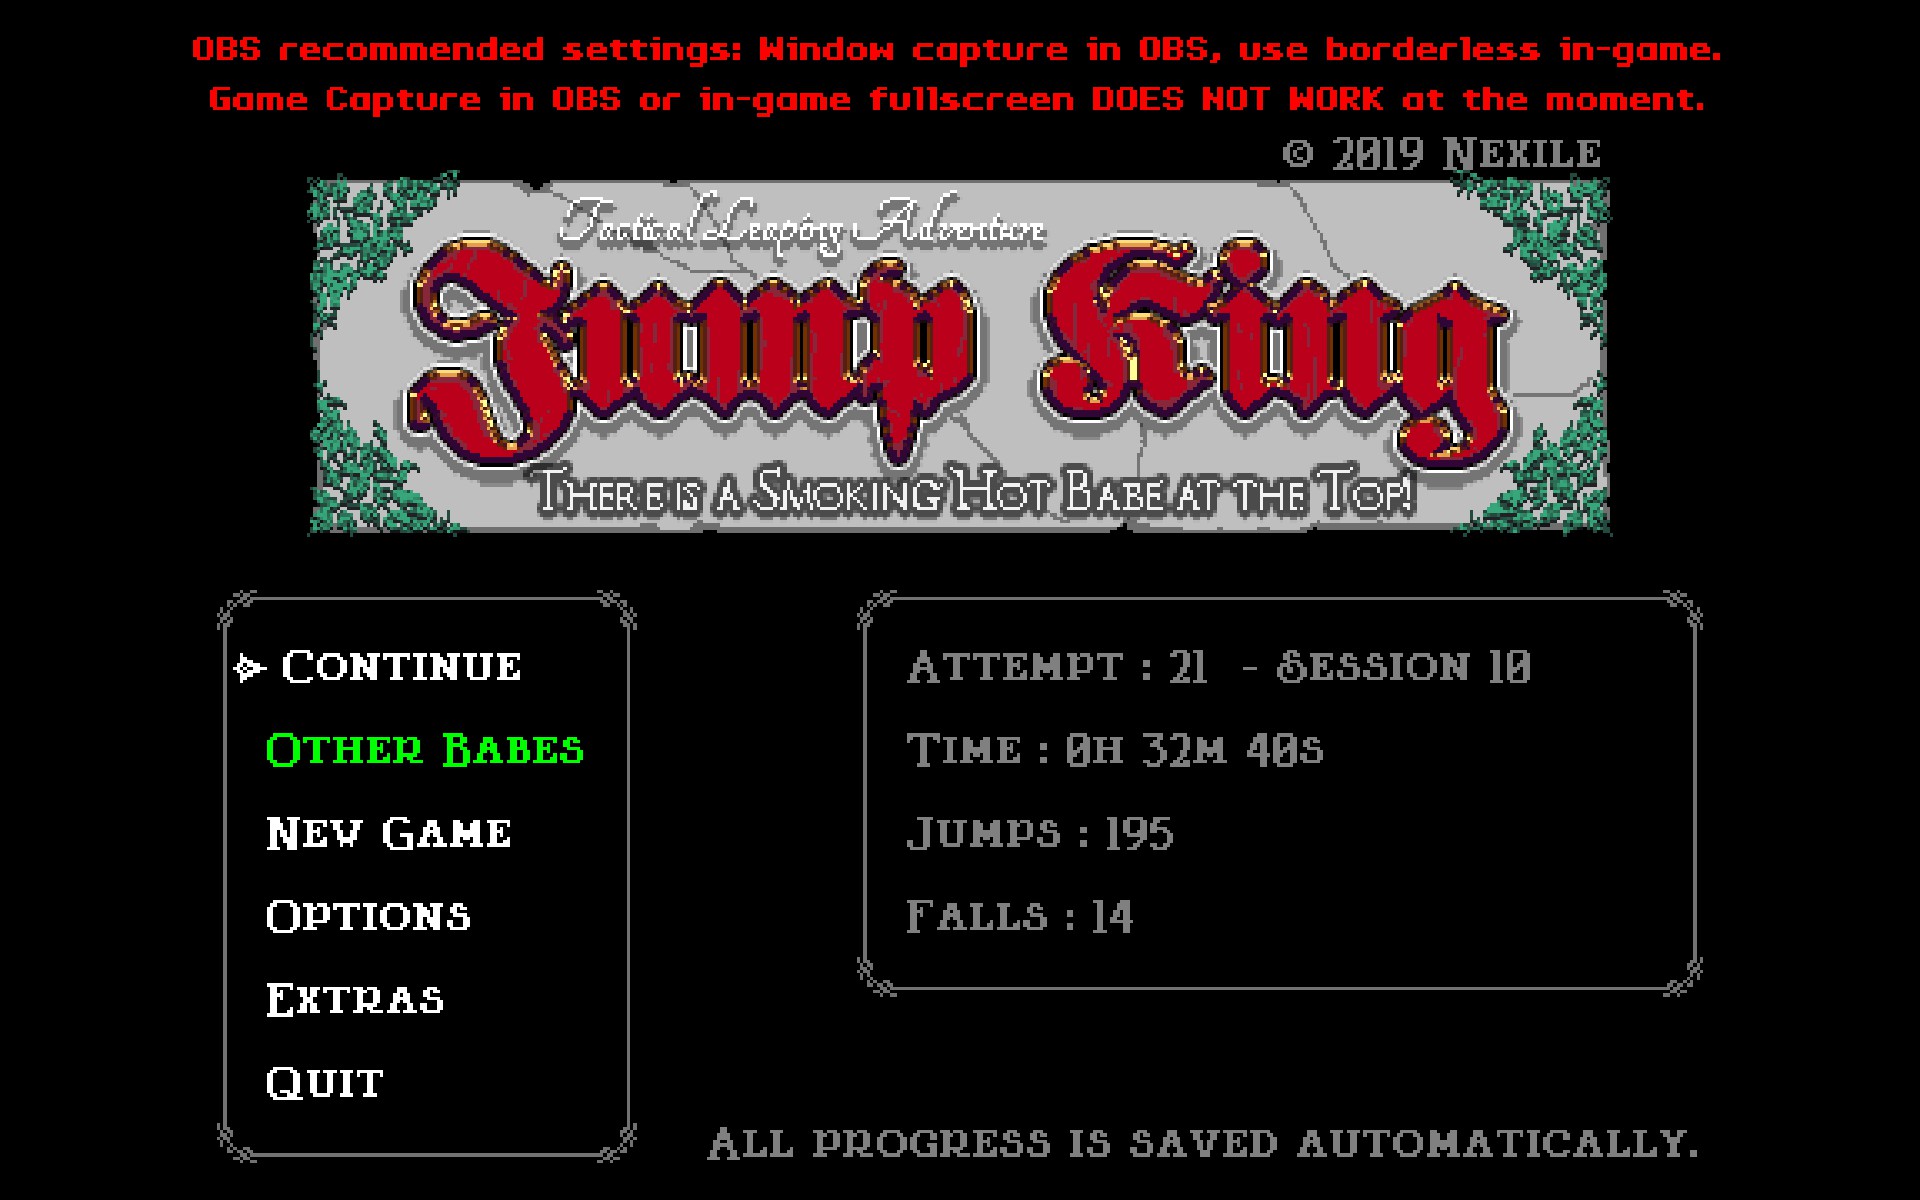 OBS recommended settings: Window capture in OBS, use borderless in-game.
Game Capture in OBS or in-game fullscreen DOES NOT WORK at the moment.
© 2019 NEXILE
Tactical Leaping Adventure
Jump King
THERE IS A SMOKING HOT BABE AT THE TOP!
CONTINUE
OTHER BABES
NEW GAME
OPTIONS
EXTRAS
QUIT
ATTEMPT : 21 - SESSION 10
TIME : 0H 32M 40S
JUMPS : 195
FALLS : 14
ALL PROGRESS IS SAVED AUTOMATICALLY.